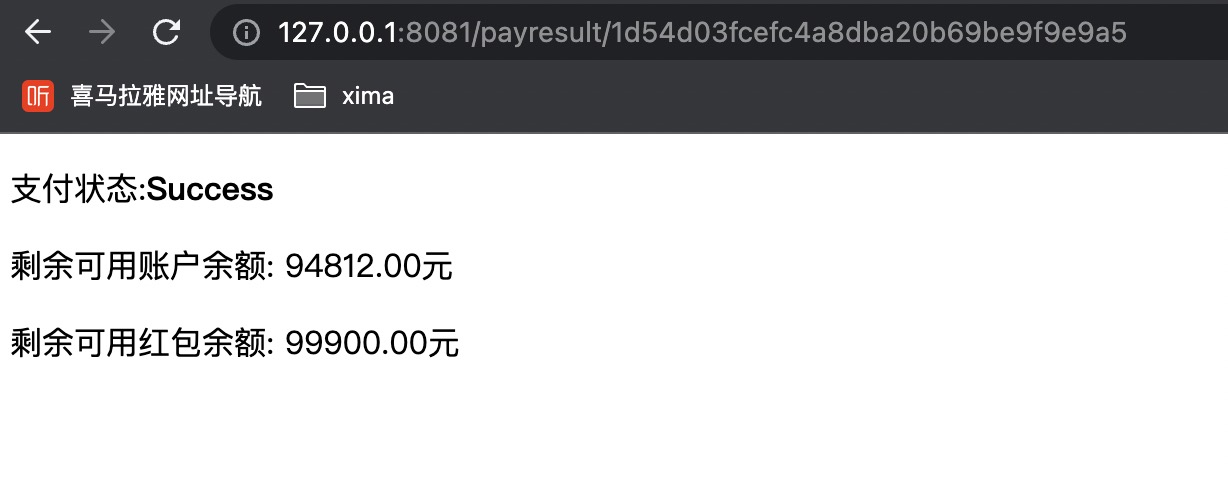 127.0.0.1:8081/payresult/1d54d03fcefc4a8dba20b69be9f9e9a5
听 喜马拉雅网址导航 xima
支付状态:Success
剩余可用账户余额: 94812.00元
剩余可用红包余额: 99900.00元